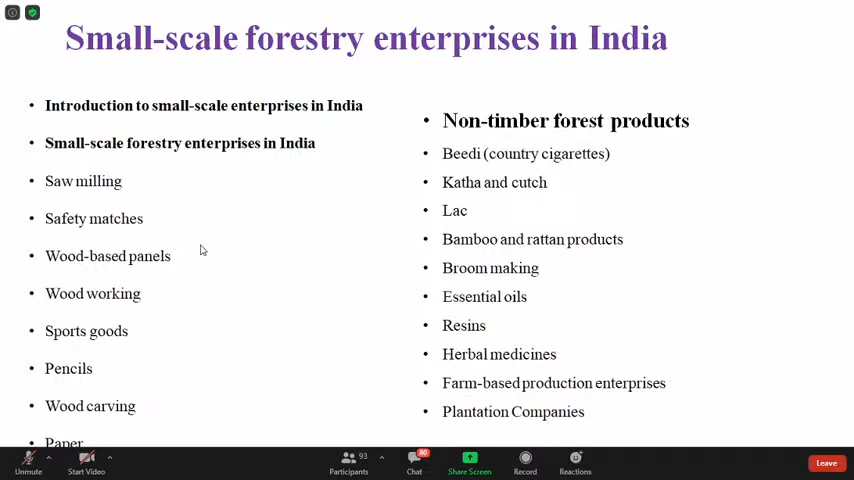 Small-scale forestry enterprises in India
• Introduction to small-scale enterprises in India
• Small-scale forestry enterprises in India
• Saw milling
• Safety matches
• Wood-based panels
• Wood working
• Sports goods
• Pencils
• Wood carving
• Paper
• Non-timber forest products
• Beedi (country cigarettes)
• Katha and cutch
• Lac
• Bamboo and rattan products
• Broom making
• Essential oils
• Resins
• Herbal medicines
• Farm-based production enterprises
• Plantation Companies
Unmute
Start Video
93
Participants
80
Chat
Share Screen
Record
Reactions
Leave